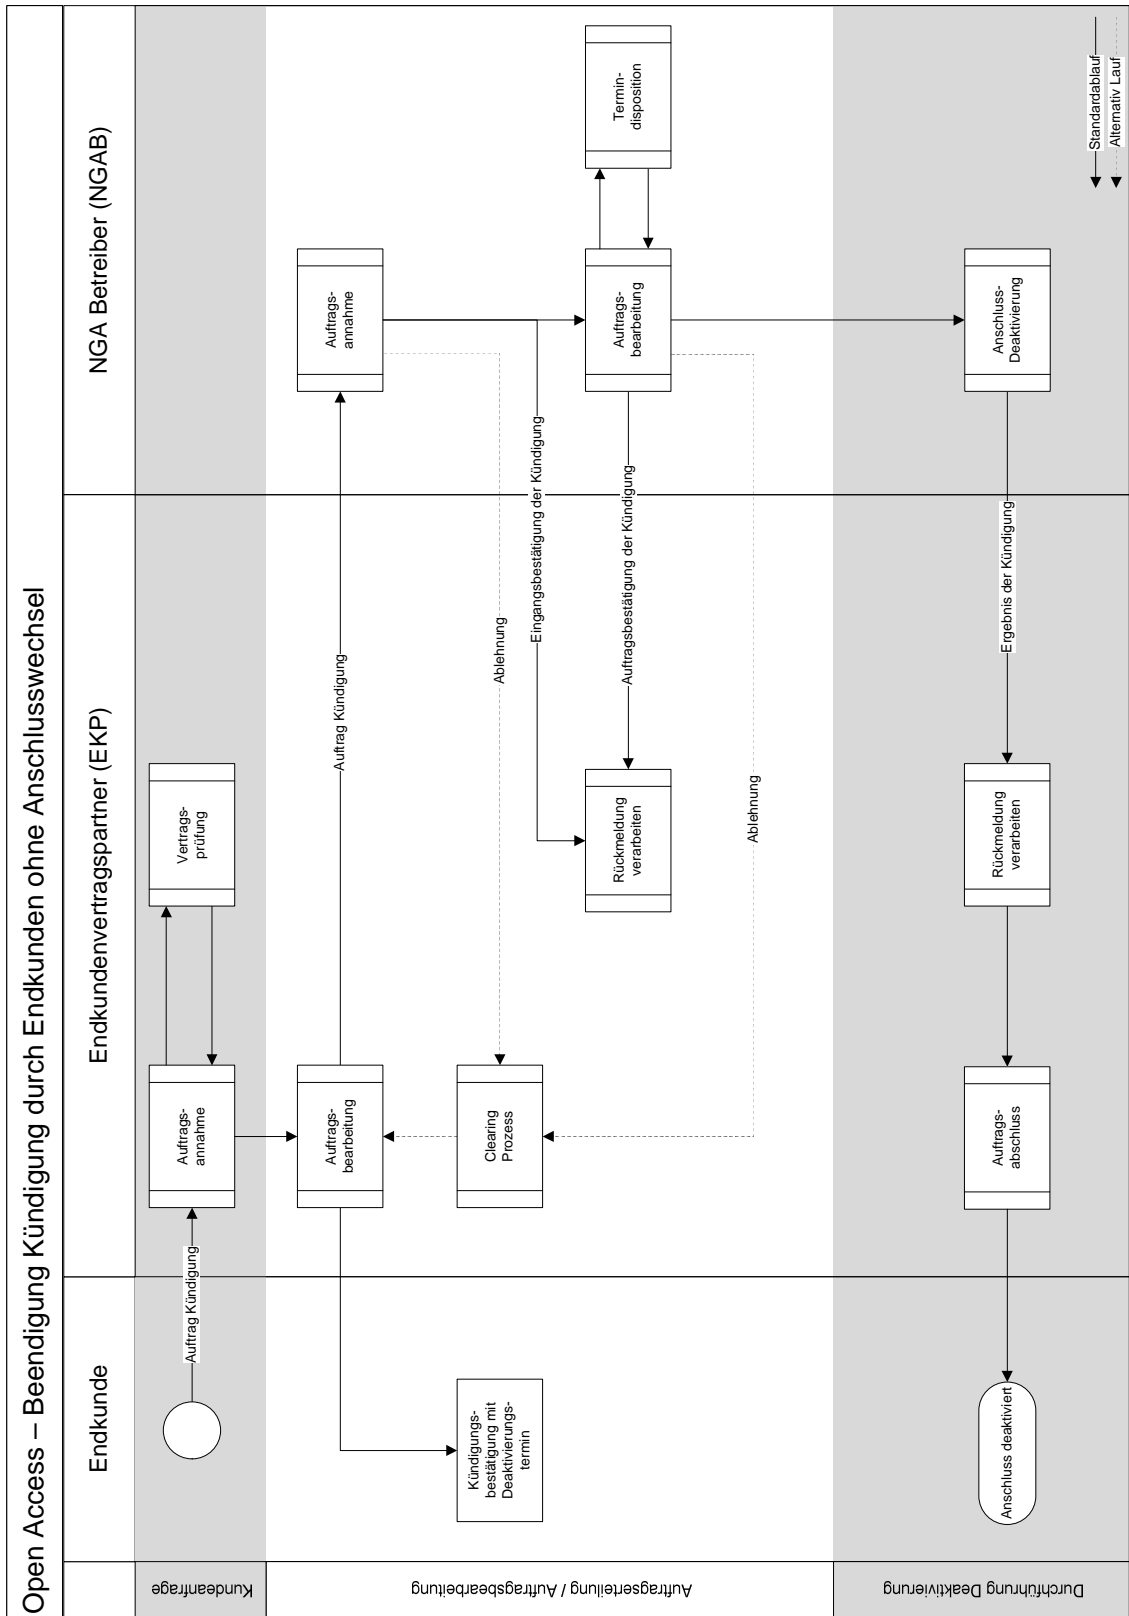 Open Access – Beendigung Kündigung durch Endkunden ohne Anschlusswechsel
Endkunde
Endkundenvertragspartner (EKP)
NGA Betreiber (NGAB)
Kundeanfrage
Auftrag Kündigung
Auftrags-
annahme
Vertrags-
prüfung
Auftragserteilung / Auftragsbearbeitung
Auftrags-
bearbeitung
Auftrag Kündigung
Auftrags-
annahme
Kündigungs-
bestätigung mit
Deaktivierungs-
termin
Clearing
Prozess
Ablehnung
Eingangsbestätigung der Kündigung
Rückmeldung
verarbeiten
Auftragsbestätigung der Kündigung
Auftrags-
bearbeitung
Termin-
disposition
Ablehnung
Durchführung Deaktivierung
Anschluss deaktiviert
Auftrags-
abschluss
Rückmeldung
verarbeiten
Ergebnis der Kündigung
Anschluss-
Deaktivierung
Standardablauf
Alternativ Lauf